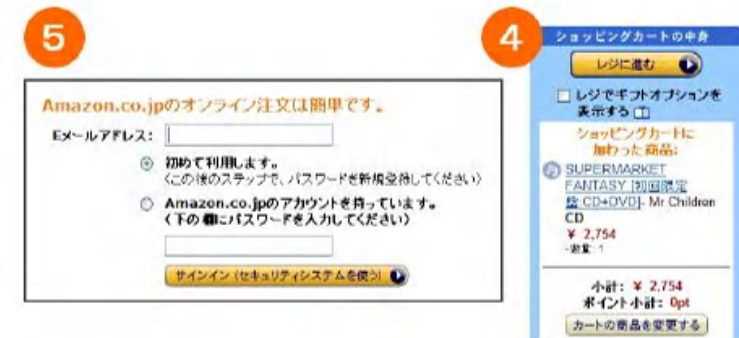 5
Amazon.co.jpのオンライン注文は簡単です。
Eメールアドレス:
初めて利用します。
(この後のステップで、パスワードを新規登録してください)
Amazon.co.jpのアカウントを持っています。
(下の欄にパスワードを入力してください)
サインイン (セキュリティシステムを使う)
4
ショッピングカートの中身
レジに進む
レジでギフトオプションを
表示する
ショッピングカートに
加わった商品:
SUPERMARKET
FANTASY [初回限定
盤 CD+DVD]- Mr Children
CD
¥ 2,754
-数量: 1
小計: ¥ 2,754
ポイント小計: 0pt
カートの商品を変更する